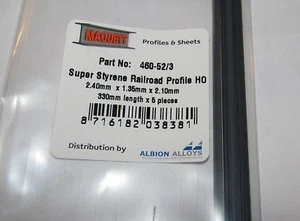 MAQUETT
Profiles & Sheets
Part No: 460-52/3
Super Styrene Railroad Profile HO
2.40mm x 1.35mm x 2.10mm
330mm length x 5 pieces
8 716182 038381
Distribution by ALBION ALLOYS